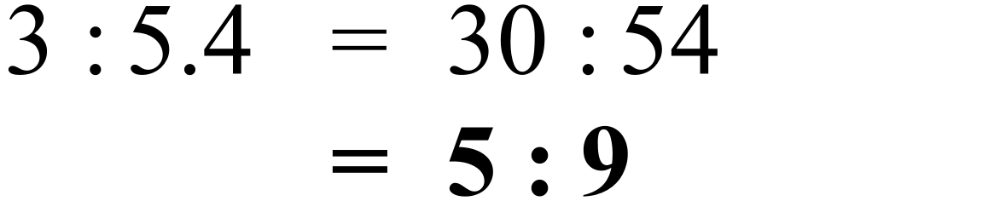 3 : 5.4 = 30 : 54
= 5 : 9